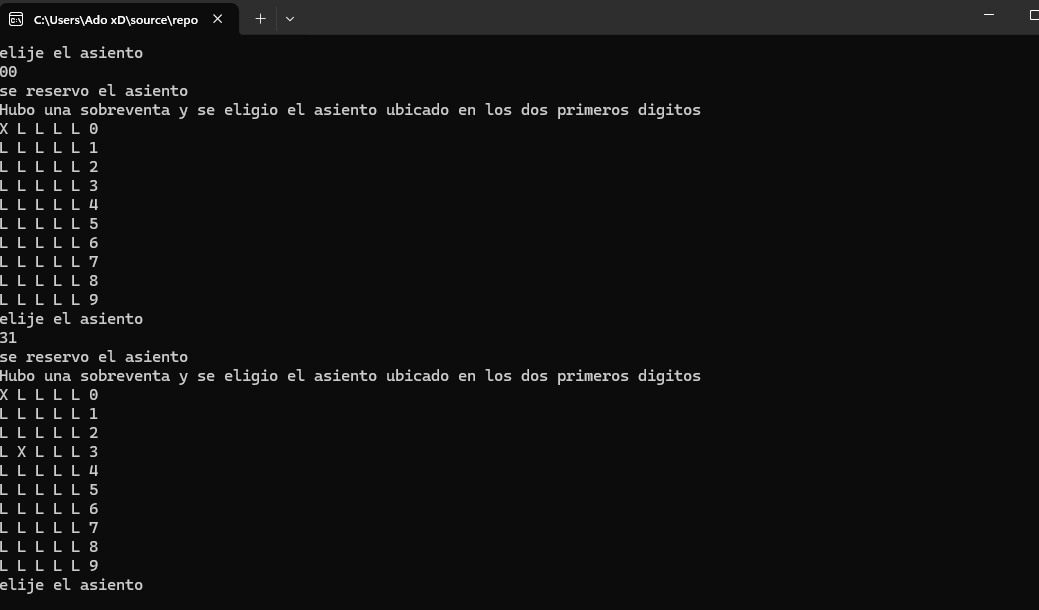 C:\Users\Ado xD\source\repo
elije el asiento
00
se reservo el asiento
Hubo una sobreventa y se eligio el asiento ubicado en los dos primeros digitos
X L L L L 0
L L L L L 1
L L L L L 2
L L L L L 3
L L L L L 4
L L L L L 5
L L L L L 6
L L L L L 7
L L L L L 8
L L L L L 9
elije el asiento
31
se reservo el asiento
Hubo una sobreventa y se eligio el asiento ubicado en los dos primeros digitos
X L L L L 0
L L L L L 1
L L L L L 2
L X L L L 3
L L L L L 4
L L L L L 5
L L L L L 6
L L L L L 7
L L L L L 8
L L L L L 9
elije el asiento